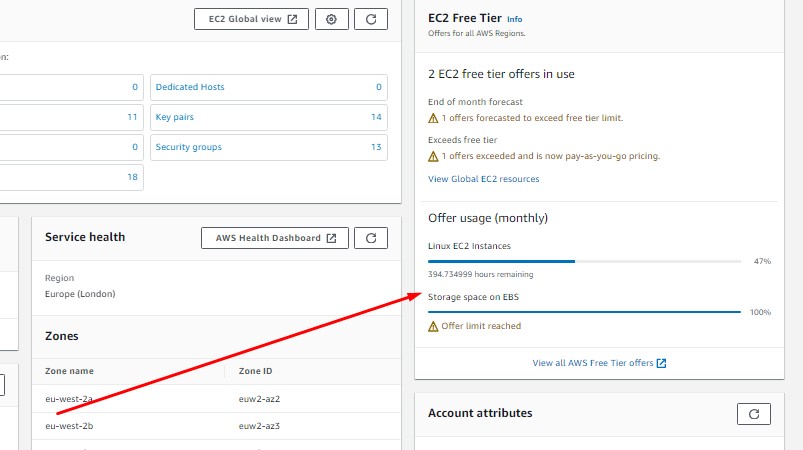 EC2 Global view
n:
0
Dedicated Hosts 0
11
Key pairs 14
0
Security groups 13
18
Service health
AWS Health Dashboard
Region
Europe (London)
Zones
Zone name Zone ID
eu-west-2a euw2-az2
eu-west-2b euw2-az3
EC2 Free Tier Info
Offers for all AWS Regions.
2 EC2 free tier offers in use
End of month forecast
1 offers forecasted to exceed free tier limit.
Exceeds free tier
1 offers exceeded and is now pay-as-you-go pricing.
View Global EC2 resources
Offer usage (monthly)
Linux EC2 Instances
47%
394.734999 hours remaining
Storage space on EBS
100%
Offer limit reached
View all AWS Free Tier offers
Account attributes